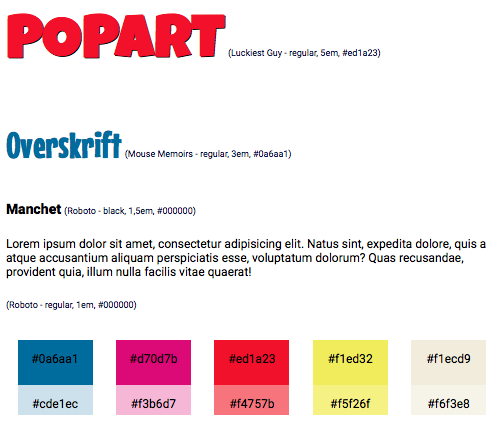 POPART (Luckiest Guy - regular, 5em, #ed1a23)
Overskrift (Mouse Memoirs - regular, 3em, #0a6aa1)
Manchet (Roboto - black, 1,5em, #000000)
Lorem ipsum dolor sit amet, consectetur adipisicing elit. Natus sint, expedita dolore, quis a
atque accusantium aliquam perspiciatis esse, voluptatum dolorum? Quas recusandae,
provident quia, illum nulla facilis vitae quaerat!
(Roboto - regular, 1em, #000000)
#0a6aa1 #d70d7b #ed1a23 #f1ed32 #f1ecd9
#cde1ec #f3b6d7 #f4757b #f5f26f #f6f3e8